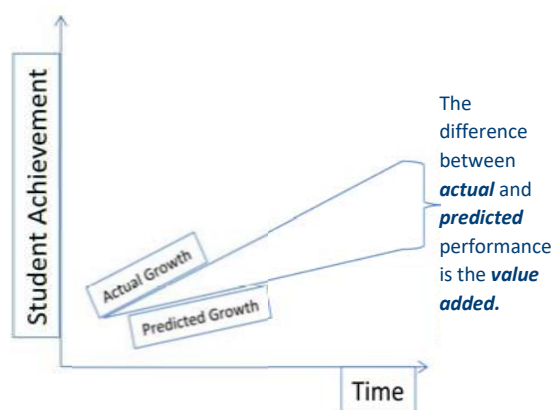 Student Achievement
Actual Growth
Predicted Growth
Time
The
difference
between
actual and
predicted
performance
is the value
added.